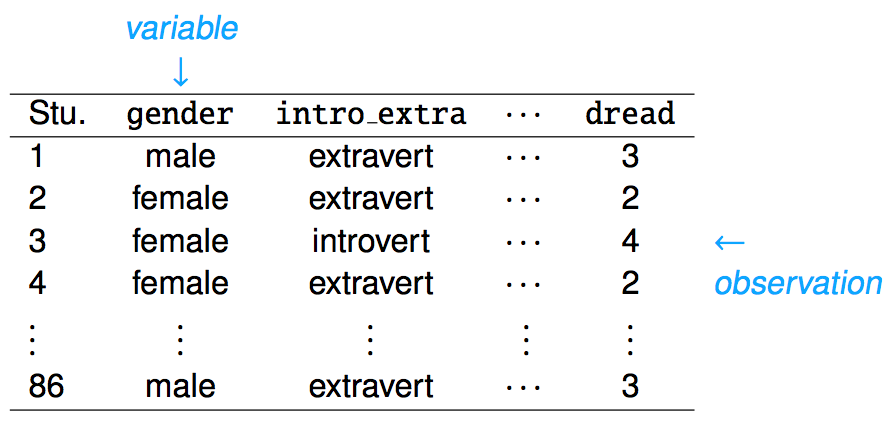 variable
↓
Stu. gender intro_extra ⋯ dread
1 male extravert ⋯ 3
2 female extravert ⋯ 2
3 female introvert ⋯ 4 ←
4 female extravert ⋯ 2 observation
⋮ ⋮ ⋮ ⋮ ⋮
86 male extravert ⋯ 3